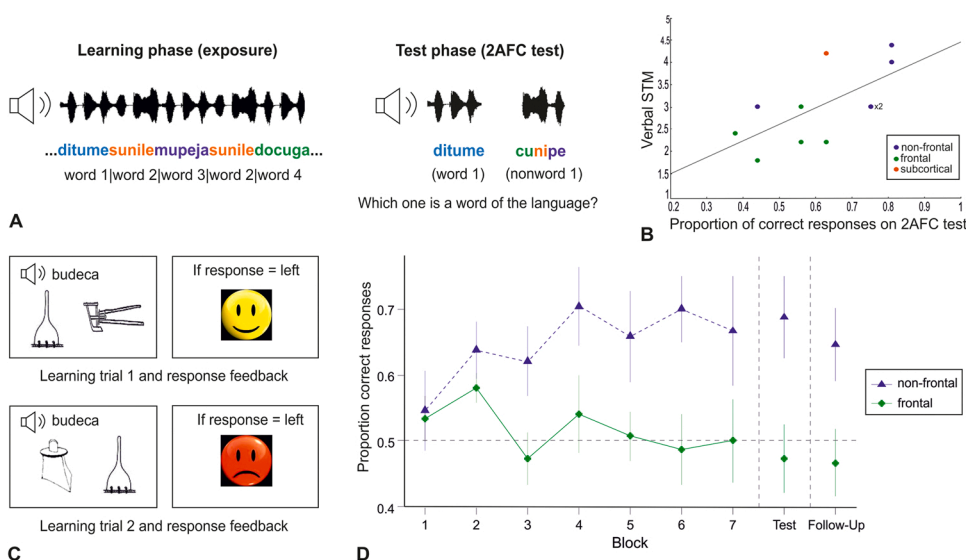 Learning phase (exposure)
...ditumesunilemupejasuniledocuga...
word 1|word 2|word 3|word 2|word 4
Test phase (2AFC test)
ditume
cunipe
(word 1)
(nonword 1)
Which one is a word of the language?
A
5
4.5
4
3.5
3
2.5
2
1.5
1
Verbal STM
x2
non-frontal
frontal
subcortical
0.2 0.3 0.4 0.5 0.6 0.7 0.8 0.9 1
Proportion of correct responses on 2AFC test
B
budeca
If response = left
Learning trial 1 and response feedback
budeca
If response = left
Learning trial 2 and response feedback
C
Proportion correct responses
0.7
0.6
0.5
0.4
1 2 3 4 5 6 7 Test Follow-Up
Block
non-frontal
frontal
D